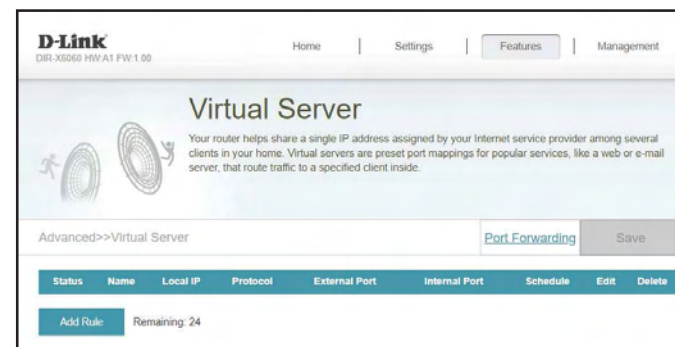 D-Link
DIR-X6060 HW:A1 FW:1.00
Home | Settings | Features | Management
Virtual Server
Your router helps share a single IP address assigned by your Internet service provider among several
clients in your home. Virtual servers are preset port mappings for popular services, like a web or e-mail
server, that route traffic to a specified client inside.
Advanced>>Virtual Server
Port Forwarding
Save
Status Name Local IP Protocol External Port Internal Port Schedule Edit Delete
Add Rule Remaining: 24